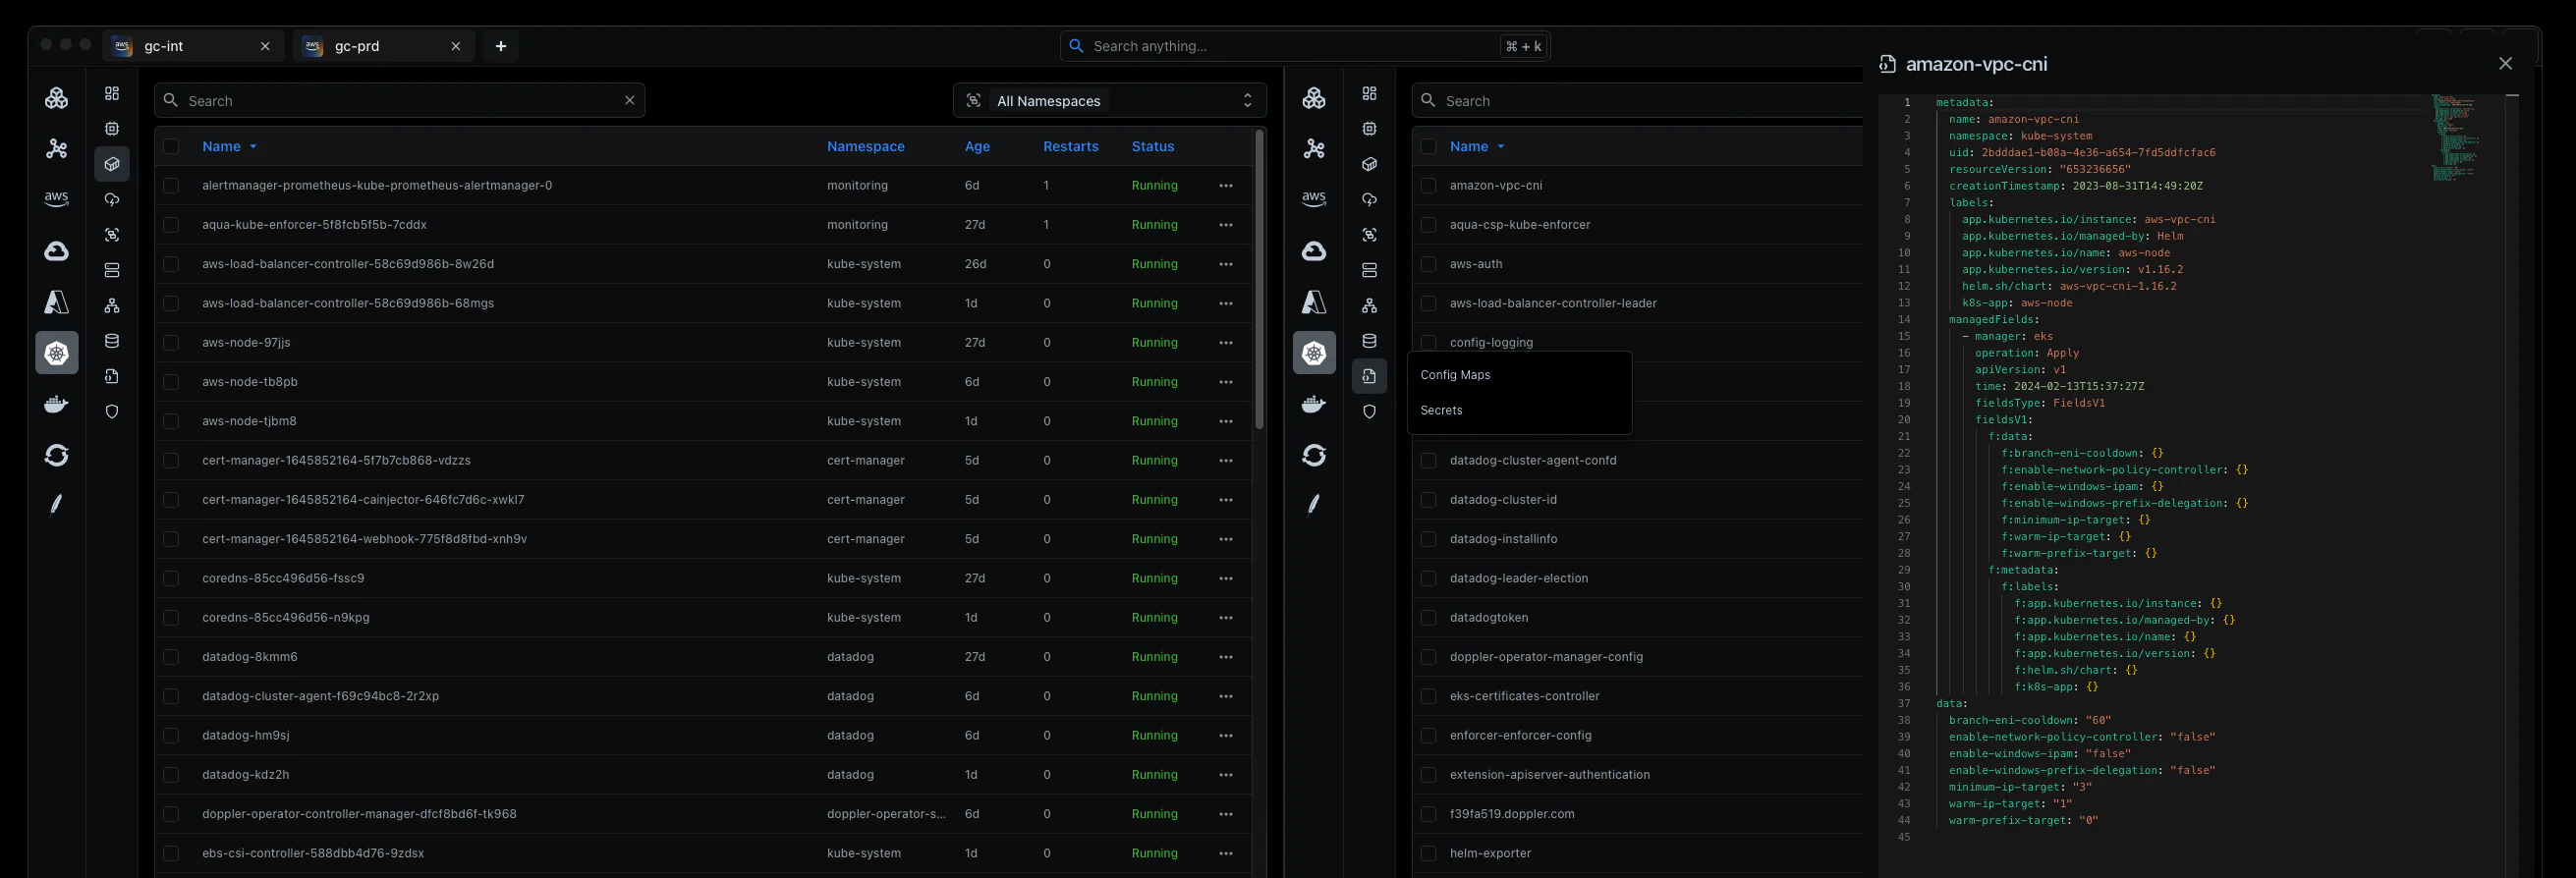 aws gc-int
aws gc-prd
Search anything...
⌘ + k
aws
Search
All Namespaces
Name Namespace Age Restarts Status
alertmanager-prometheus-kube-prometheus-alertmanager-0 monitoring 6d 1 Running
aqua-kube-enforcer-5f8fcb5f5b-7cddx monitoring 27d 1 Running
aws-load-balancer-controller-58c69d986b-8w26d kube-system 26d 0 Running
aws-load-balancer-controller-58c69d986b-68mgs kube-system 1d 0 Running
aws-node-97jjs kube-system 27d 0 Running
aws-node-tb8pb kube-system 6d 0 Running
aws-node-tjbm8 kube-system 1d 0 Running
cert-manager-1645852164-5f7b7cb868-vdzzs cert-manager 5d 0 Running
cert-manager-1645852164-cainjector-646fc7d6c-xwkl7 cert-manager 5d 0 Running
cert-manager-1645852164-webhook-775f8d8fbd-xnh9v cert-manager 5d 0 Running
coredns-85cc496d56-fssc9 kube-system 27d 0 Running
coredns-85cc496d56-n9kpg kube-system 1d 0 Running
datadog-8kmm6 datadog 27d 0 Running
datadog-cluster-agent-f69c94bc8-2r2xp datadog 6d 0 Running
datadog-hm9sj datadog 6d 0 Running
datadog-kdz2h datadog 1d 0 Running
doppler-operator-controller-manager-dfcf8bd6f-tk968 doppler-operator-s... 6d 0 Running
ebs-csi-controller-588dbb4d76-9zdsx kube-system 1d 0 Running
aws
Search
Name
amazon-vpc-cni
aqua-csp-kube-enforcer
aws-auth
aws-load-balancer-controller-leader
config-logging
Config Maps
Secrets
datadog-cluster-agent-confd
datadog-cluster-id
datadog-installinfo
datadog-leader-election
datadogtoken
doppler-operator-manager-config
eks-certificates-controller
enforcer-enforcer-config
extension-apiserver-authentication
f39fa519.doppler.com
helm-exporter
amazon-vpc-cni
1 metadata:
2 name: amazon-vpc-cni
3 namespace: kube-system
4 uid: 2bdddae1-b08a-4e36-a654-7fd5ddfcfac6
5 resourceVersion: "653236656"
6 creationTimestamp: 2023-08-31T14:49:20Z
7 labels:
8 app.kubernetes.io/instance: aws-vpc-cni
9 app.kubernetes.io/managed-by: Helm
10 app.kubernetes.io/name: aws-node
11 app.kubernetes.io/version: v1.16.2
12 helm.sh/chart: aws-vpc-cni-1.16.2
13 k8s-app: aws-node
14 managedFields:
15 - manager: eks
16 operation: Apply
17 apiVersion: v1
18 time: 2024-02-13T15:37:27Z
19 fieldsType: FieldsV1
20 fieldsV1:
21 f:data:
22 f:branch-eni-cooldown: {}
23 f:enable-network-policy-controller: {}
24 f:enable-windows-ipam: {}
25 f:enable-windows-prefix-delegation: {}
26 f:minimum-ip-target: {}
27 f:warm-ip-target: {}
28 f:warm-prefix-target: {}
29 f:metadata:
30 f:labels:
31 f:app.kubernetes.io/instance: {}
32 f:app.kubernetes.io/managed-by: {}
33 f:app.kubernetes.io/name: {}
34 f:app.kubernetes.io/version: {}
35 f:helm.sh/chart: {}
36 f:k8s-app: {}
37 data:
38 branch-eni-cooldown: "60"
39 enable-network-policy-controller: "false"
40 enable-windows-ipam: "false"
41 enable-windows-prefix-delegation: "false"
42 minimum-ip-target: "3"
43 warm-ip-target: "1"
44 warm-prefix-target: "0"
45